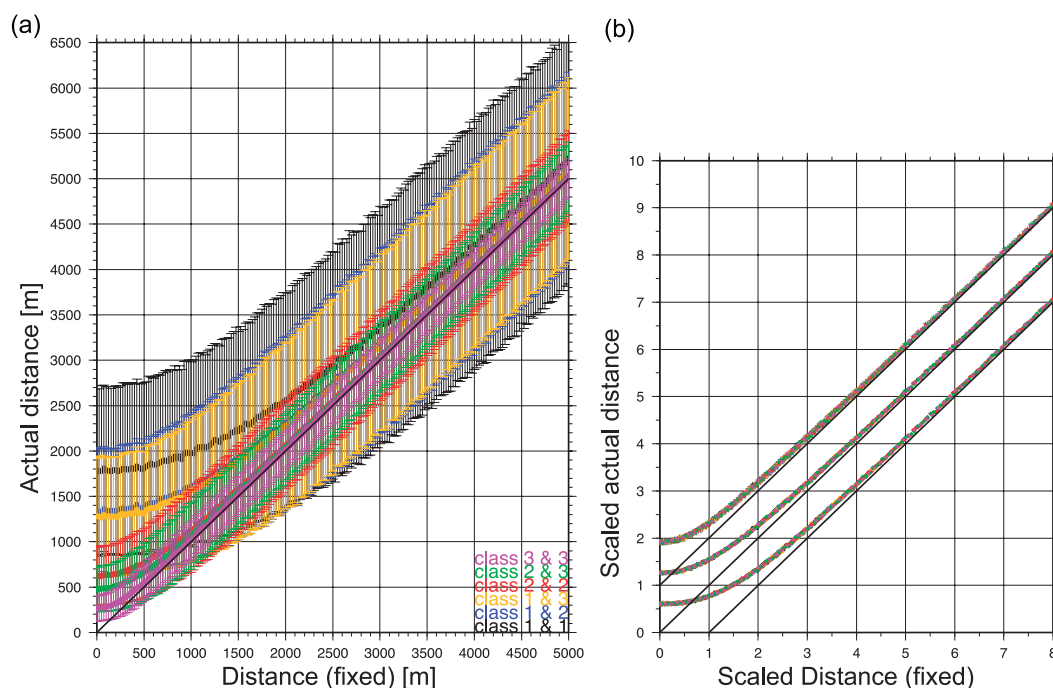 (a)
6500
6000
5500
5000
4500
4000
3500
3000
2500
2000
1500
1000
500
0
Actual distance [m]
class 3 & 3
class 2 & 3
class 2 & 2
class 1 & 3
class 1 & 2
class 1 & 1
0 500 1000 1500 2000 2500 3000 3500 4000 4500 5000
Distance (fixed) [m]
(b)
10
9
8
7
6
5
4
3
2
1
0
Scaled actual distance
0 1 2 3 4 5 6 7 8
Scaled Distance (fixed)